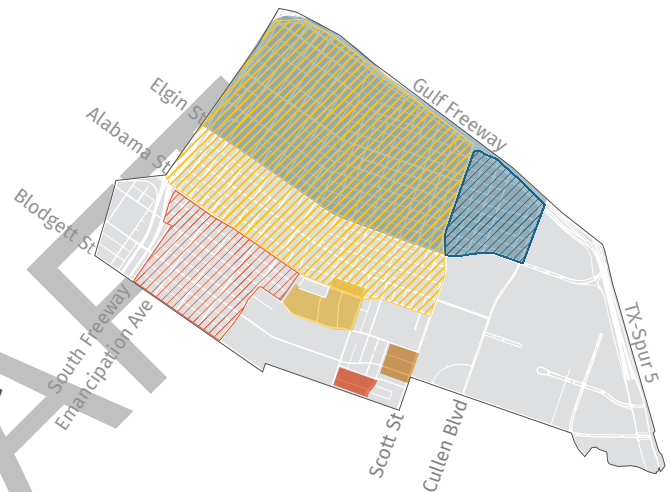 Gulf Freeway
Elgin St
Alabama St
Blodgett St
South Freeway
Emancipation Ave
TX-Spur 5
Scott St
Cullen Blvd